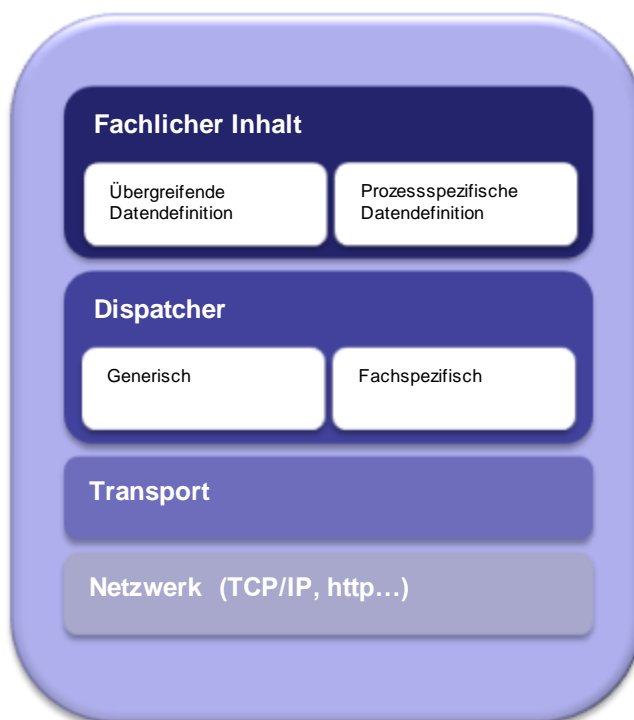 Fachlicher Inhalt
Übergreifende
Datendefinition
Prozessspezifische
Datendefinition
Dispatcher
Generisch
Fachspezifisch
Transport
Netzwerk (TCP/IP, http…)